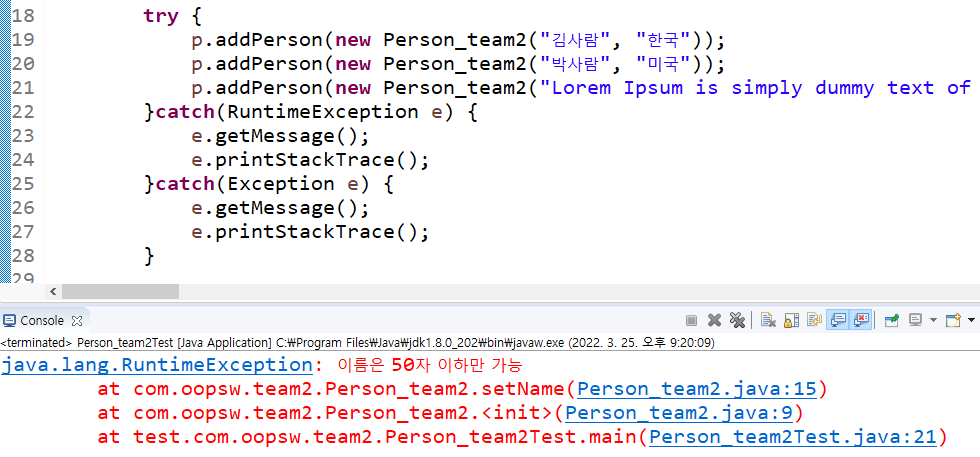 18 try {
19 p.addPerson(new Person_team2("김사람", "한국"));
20 p.addPerson(new Person_team2("박사람", "미국"));
21 p.addPerson(new Person_team2("Lorem Ipsum is simply dummy text of
22 }catch(RuntimeException e) {
23 e.getMessage();
24 e.printStackTrace();
25 }catch(Exception e) {
26 e.getMessage();
27 e.printStackTrace();
28 }
29
Console
<terminated> Person_team2Test [Java Application] C:₩Program Files₩Java₩jdk1.8.0_202₩bin₩javaw.exe (2022. 3. 25. 오후 9:20:09)
java.lang.RuntimeException: 이름은 50자 이하만 가능
at com.oopsw.team2.Person_team2.setName(Person_team2.java:15)
at com.oopsw.team2.Person_team2.<init>(Person_team2.java:9)
at test.com.oopsw.team2.Person_team2Test.main(Person_team2Test.java:21)